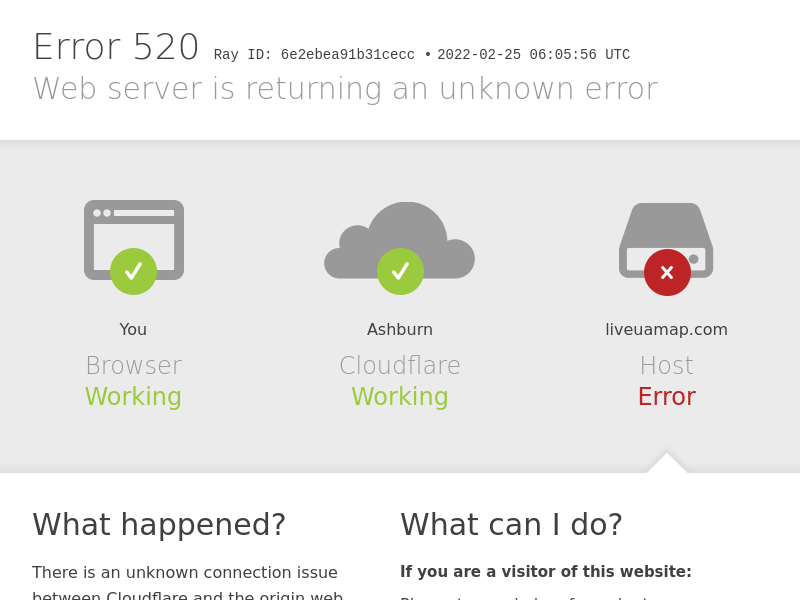 Error 520 Ray ID: 6e2ebea91b31cecc • 2022-02-25 06:05:56 UTC
Web server is returning an unknown error
You
Browser
Working
Ashburn
Cloudflare
Working
liveuamap.com
Host
Error
What happened?
There is an unknown connection issue
between Cloudflare and the origin web
What can I do?
If you are a visitor of this website: